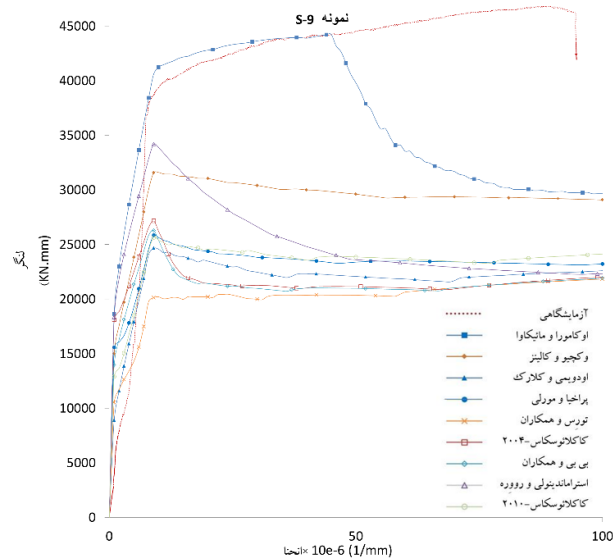 نمونه S-9
45000
40000
35000
30000
25000
20000
15000
10000
5000
0
لنگر
(KN.mm)
0
50
100
انحنا ×10e-6 (1/mm)
آزمایشگاهی
اوکامورا و مائیکاوا
وکچیو و کالینز
اودویمی و کلارک
پراخیا و مورلی
تورس و همکاران
کاکلائوسکاس-۲۰۰۴
بی بی و همکاران
استراماندینولی و رووره
کاکلائوسکاس-۲۰۱۰